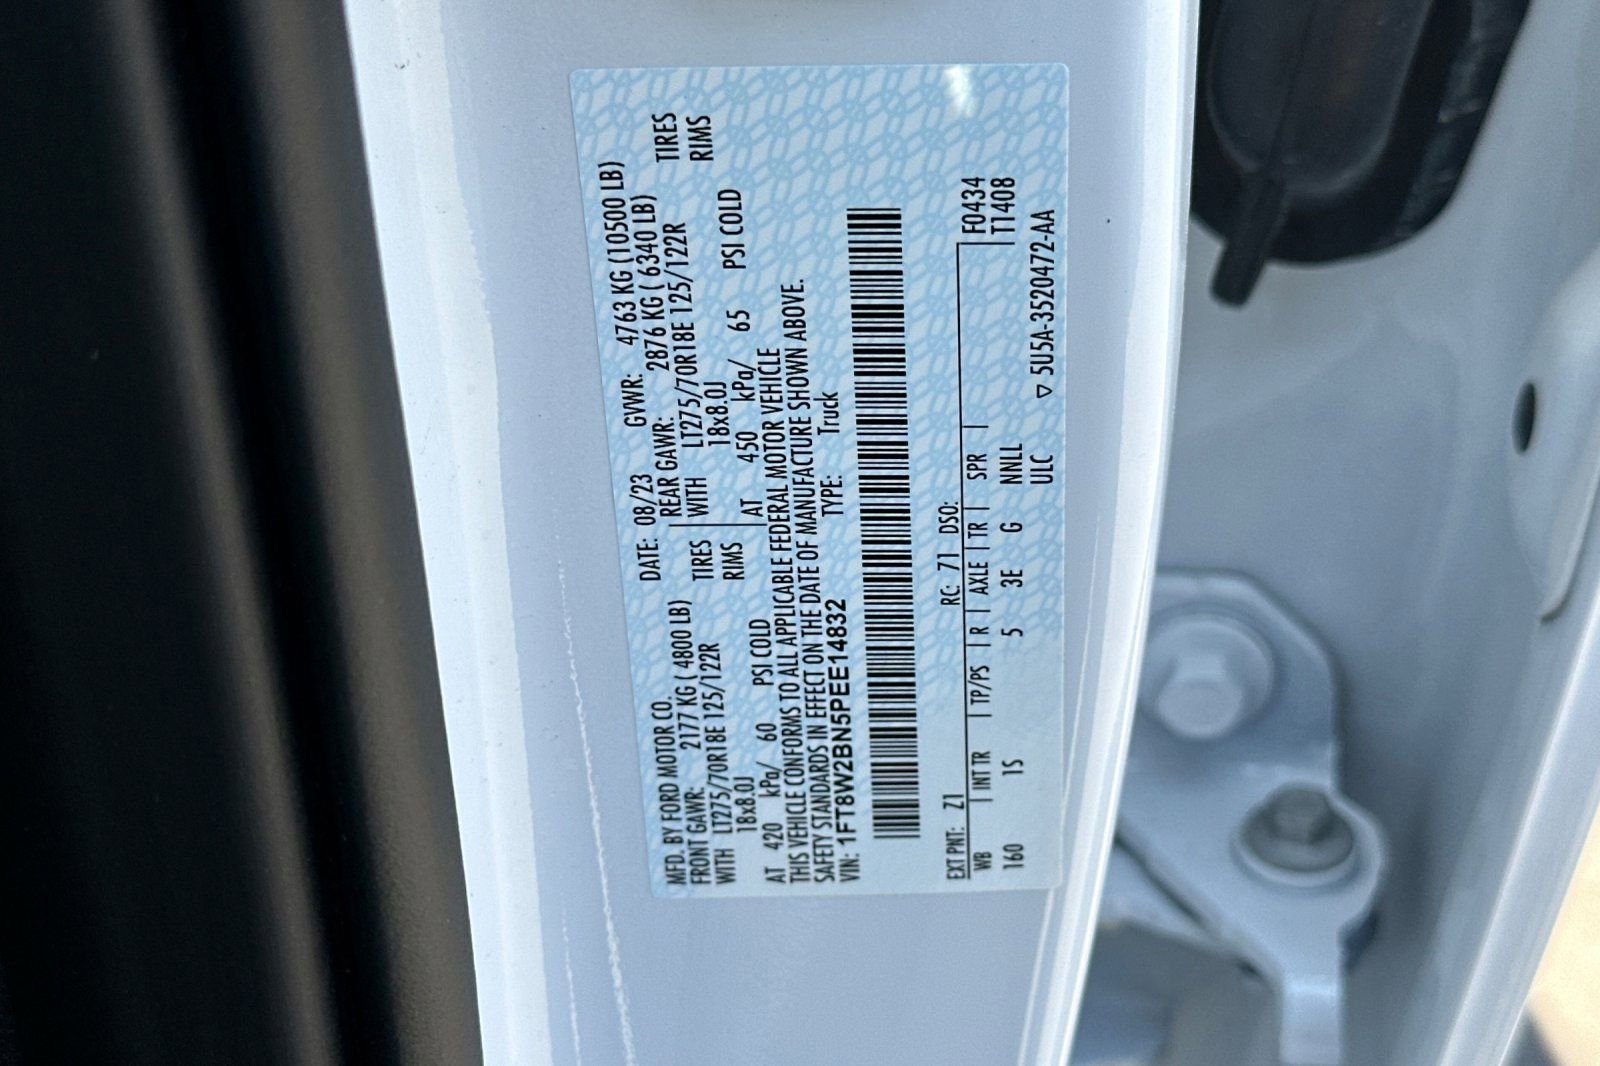 MFD. BY FORD MOTOR CO.
DATE: 08/23 GVWR: 4763 KG (10500 LB)
FRONT GAWR: 2177 KG ( 4800 LB) REAR GAWR: 2876 KG ( 6340 LB)
WITH LT275/70R18E 125/122R TIRES WITH LT275/70R18E 125/122R TIRES
18x8.0J RIMS 18x8.0J RIMS
AT 420 kPa/ 60 PSI COLD AT 450 kPa/ 65 PSI COLD
THIS VEHICLE CONFORMS TO ALL APPLICABLE FEDERAL MOTOR VEHICLE
SAFETY STANDARDS IN EFFECT ON THE DATE OF MANUFACTURE SHOWN ABOVE.
VIN: 1FT8W2BN5PEE14832 TYPE: Truck
EXT PNT: Z1 RC: 71 DSO: F0434
WB | INT TR | TP/PS | R | AXLE | TR | SPR | T1408
160 1S 5 3E G NNLL
ULC ▽ 5U5A-3520472-AA